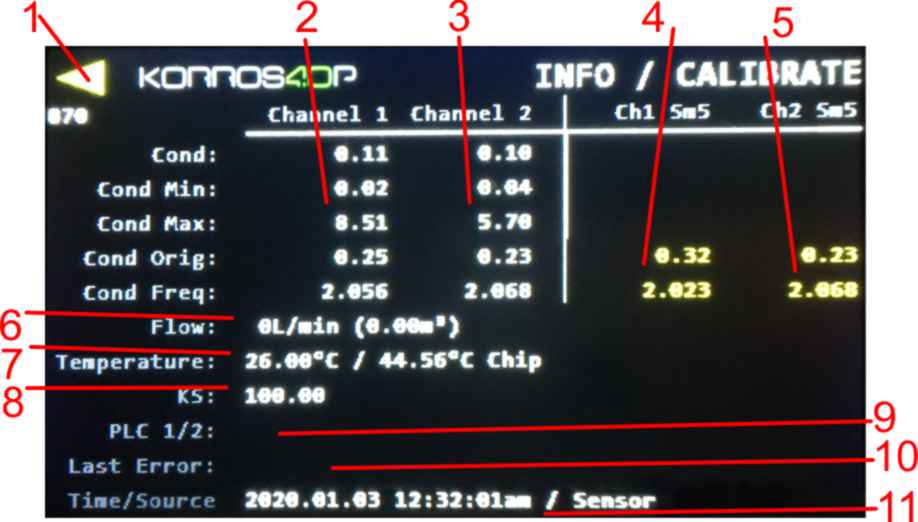 1 2 3 4 5
KORROS4.0P INFO / CALIBRATE
070 Channel 1 Channel 2 Ch1 Sm5 Ch2 Sm5
Cond: 0.11 0.10
Cond Min: 0.02 0.04
Cond Max: 8.51 5.70
Cond Orig: 0.25 0.23 0.32 0.23
Cond Freq: 2.056 2.068 2.023 2.068
6 Flow: 0L/min (0.00m³)
7 Temperature: 26.00°C / 44.56°C Chip
8 KS: 100.00
PLC 1/2: 9
Last Error: 10
Time/Source 2020.01.03 12:32:01am / Sensor 11